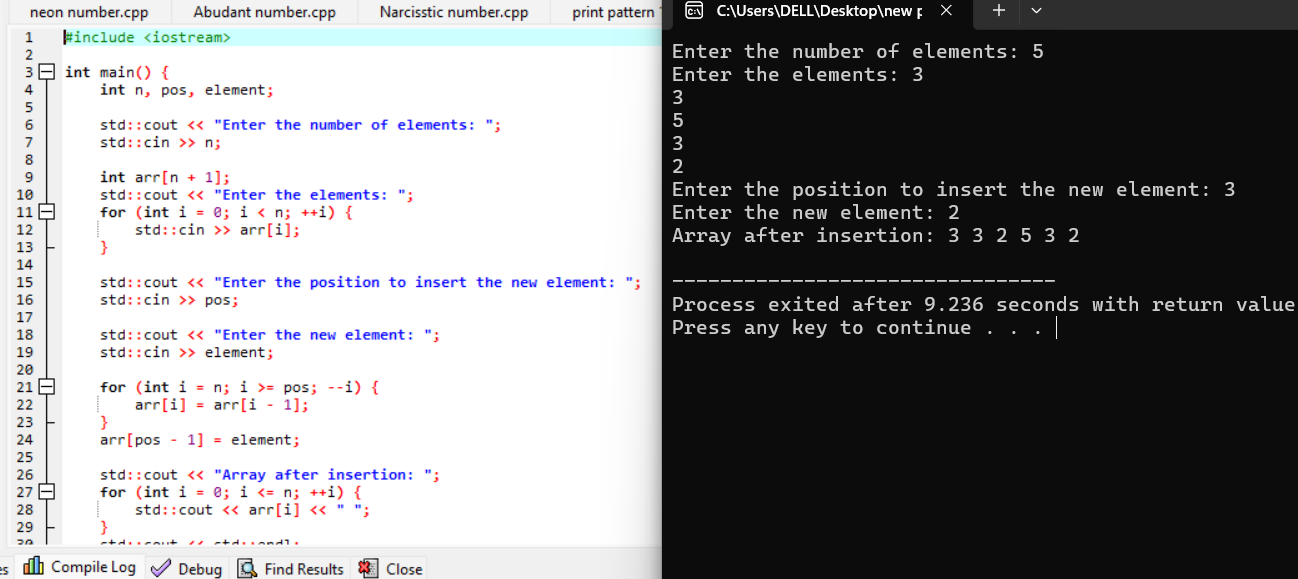 neon number.cpp Abudant number.cpp Narcisstic number.cpp print pattern
1 #include <iostream>
2
3 int main() {
4 int n, pos, element;
5
6 std::cout << "Enter the number of elements: ";
7 std::cin >> n;
8
9 int arr[n + 1];
10 std::cout << "Enter the elements: ";
11 for (int i = 0; i < n; ++i) {
12 std::cin >> arr[i];
13 }
14
15 std::cout << "Enter the position to insert the new element: ";
16 std::cin >> pos;
17
18 std::cout << "Enter the new element: ";
19 std::cin >> element;
20
21 for (int i = n; i >= pos; --i) {
22 arr[i] = arr[i - 1];
23 }
24 arr[pos - 1] = element;
25
26 std::cout << "Array after insertion: ";
27 for (int i = 0; i <= n; ++i) {
28 std::cout << arr[i] << " ";
29 }
30 std::cout << std::endl;
es Compile Log Debug Find Results Close
C:\Users\DELL\Desktop\new p
Enter the number of elements: 5
Enter the elements: 3
3
5
3
2
Enter the position to insert the new element: 3
Enter the new element: 2
Array after insertion: 3 3 2 5 3 2
--------------------------------
Process exited after 9.236 seconds with return value
Press any key to continue . . .